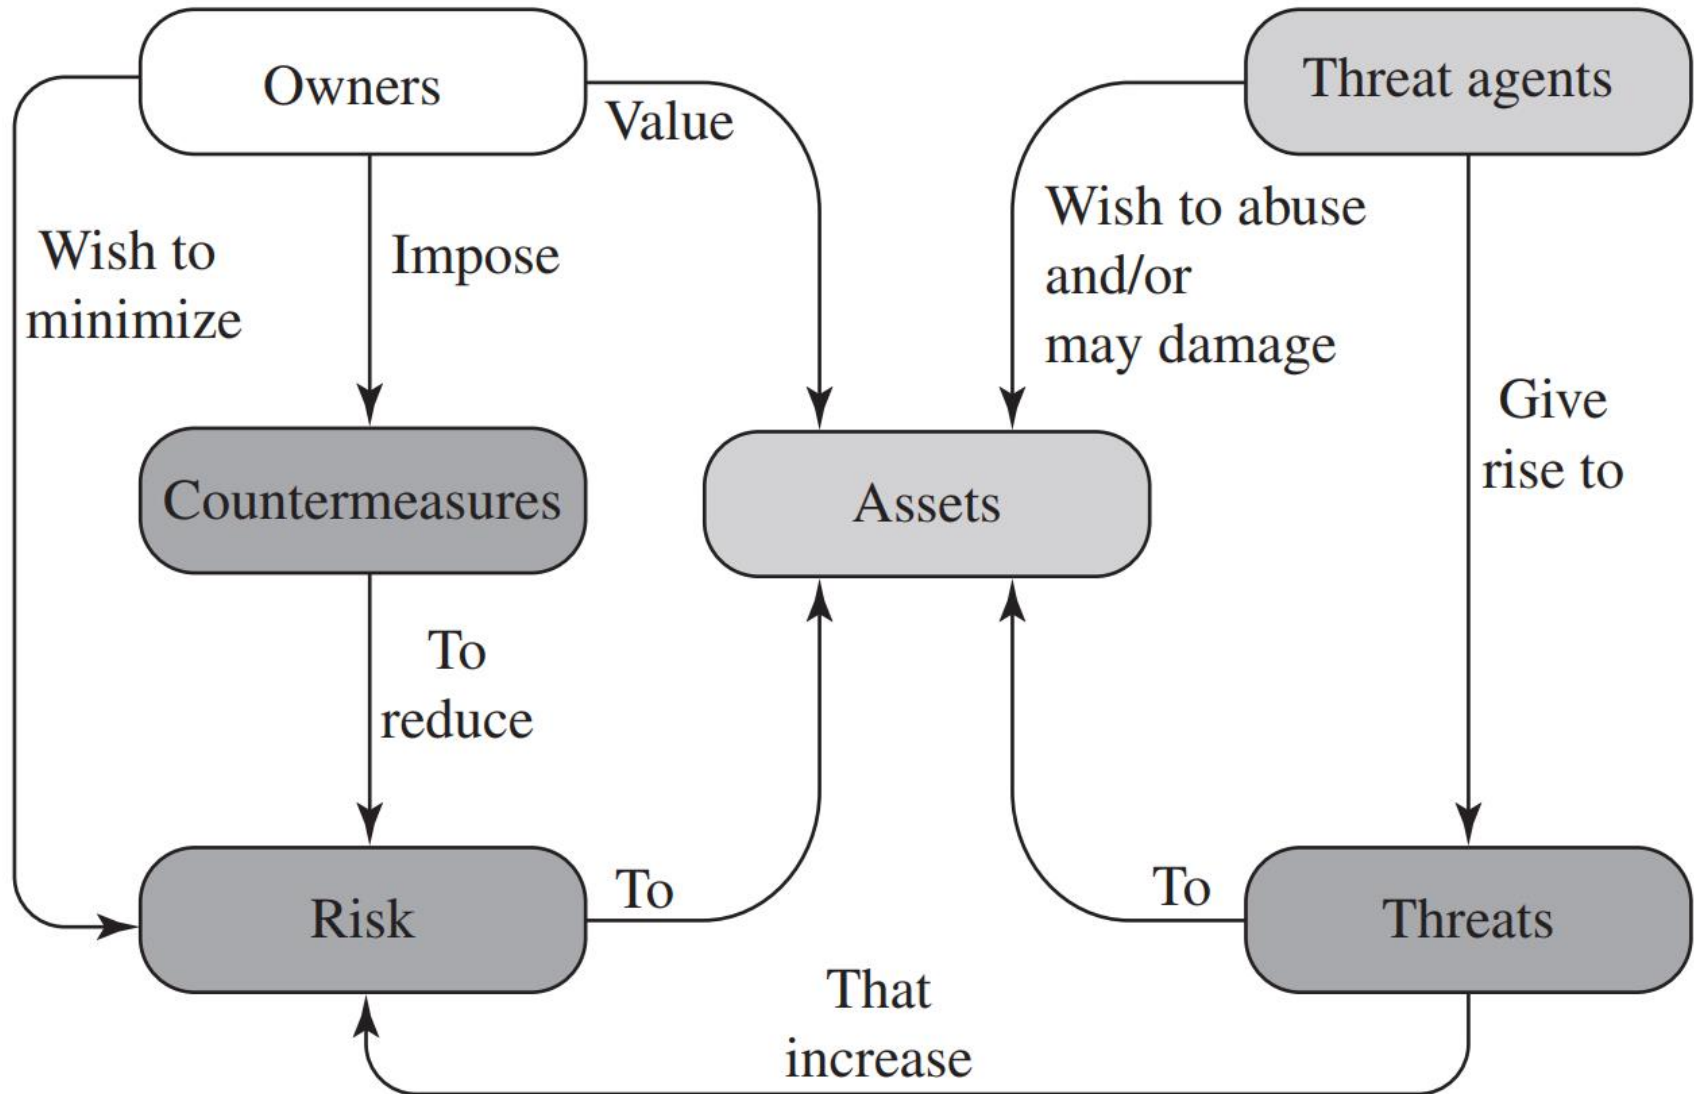 Owners
Threat agents
Value
Wish to abuse
and/or
may damage
Wish to
minimize
Impose
Give
rise to
Countermeasures
Assets
To
reduce
Risk
To
To
Threats
That
increase